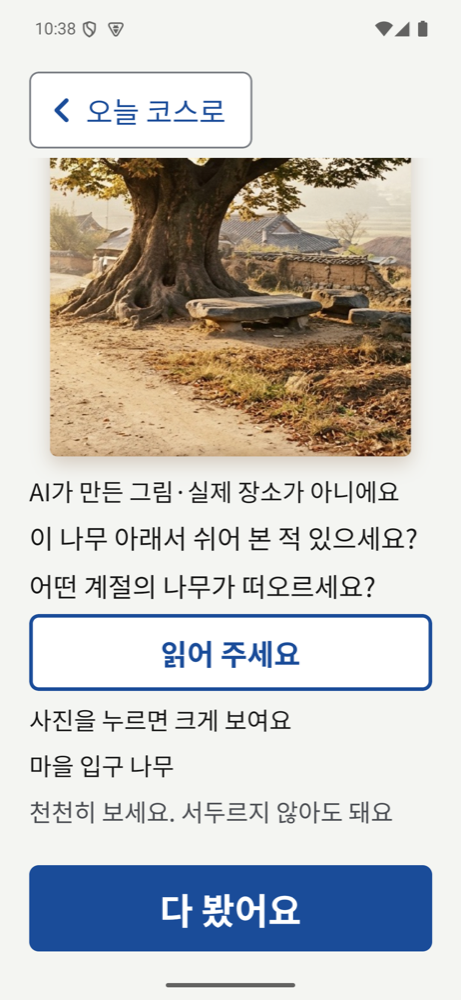 10:38
오늘 코스로
AI가 만든 그림·실제 장소가 아니에요
이 나무 아래서 쉬어 본 적 있으세요?
어떤 계절의 나무가 떠오르세요?
읽어 주세요
사진을 누르면 크게 보여요
마을 입구 나무
천천히 보세요. 서두르지 않아도 돼요
다 봤어요